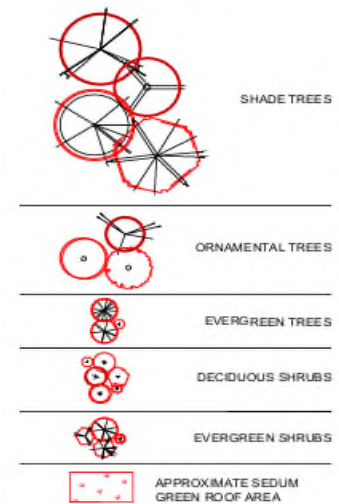 SHADE TREES
ORNAMENTAL TREES
EVERGREEN TREES
DECIDUOUS SHRUBS
EVERGREEN SHRUBS
APPROXIMATE SEDUM
GREEN ROOF AREA